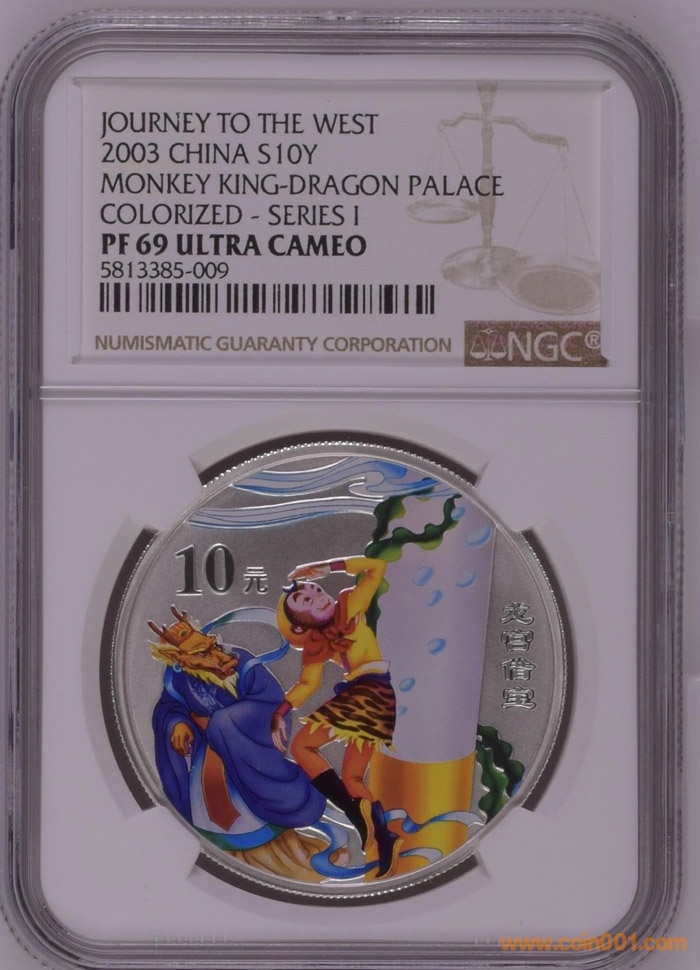 JOURNEY TO THE WEST
2003 CHINA S10Y
MONKEY KING-DRAGON PALACE
COLORIZED - SERIES I
PF 69 ULTRA CAMEO
5813385-009
NUMISMATIC GUARANTY CORPORATION
NGC®
10元
龙宫借宝
www.coin001.com